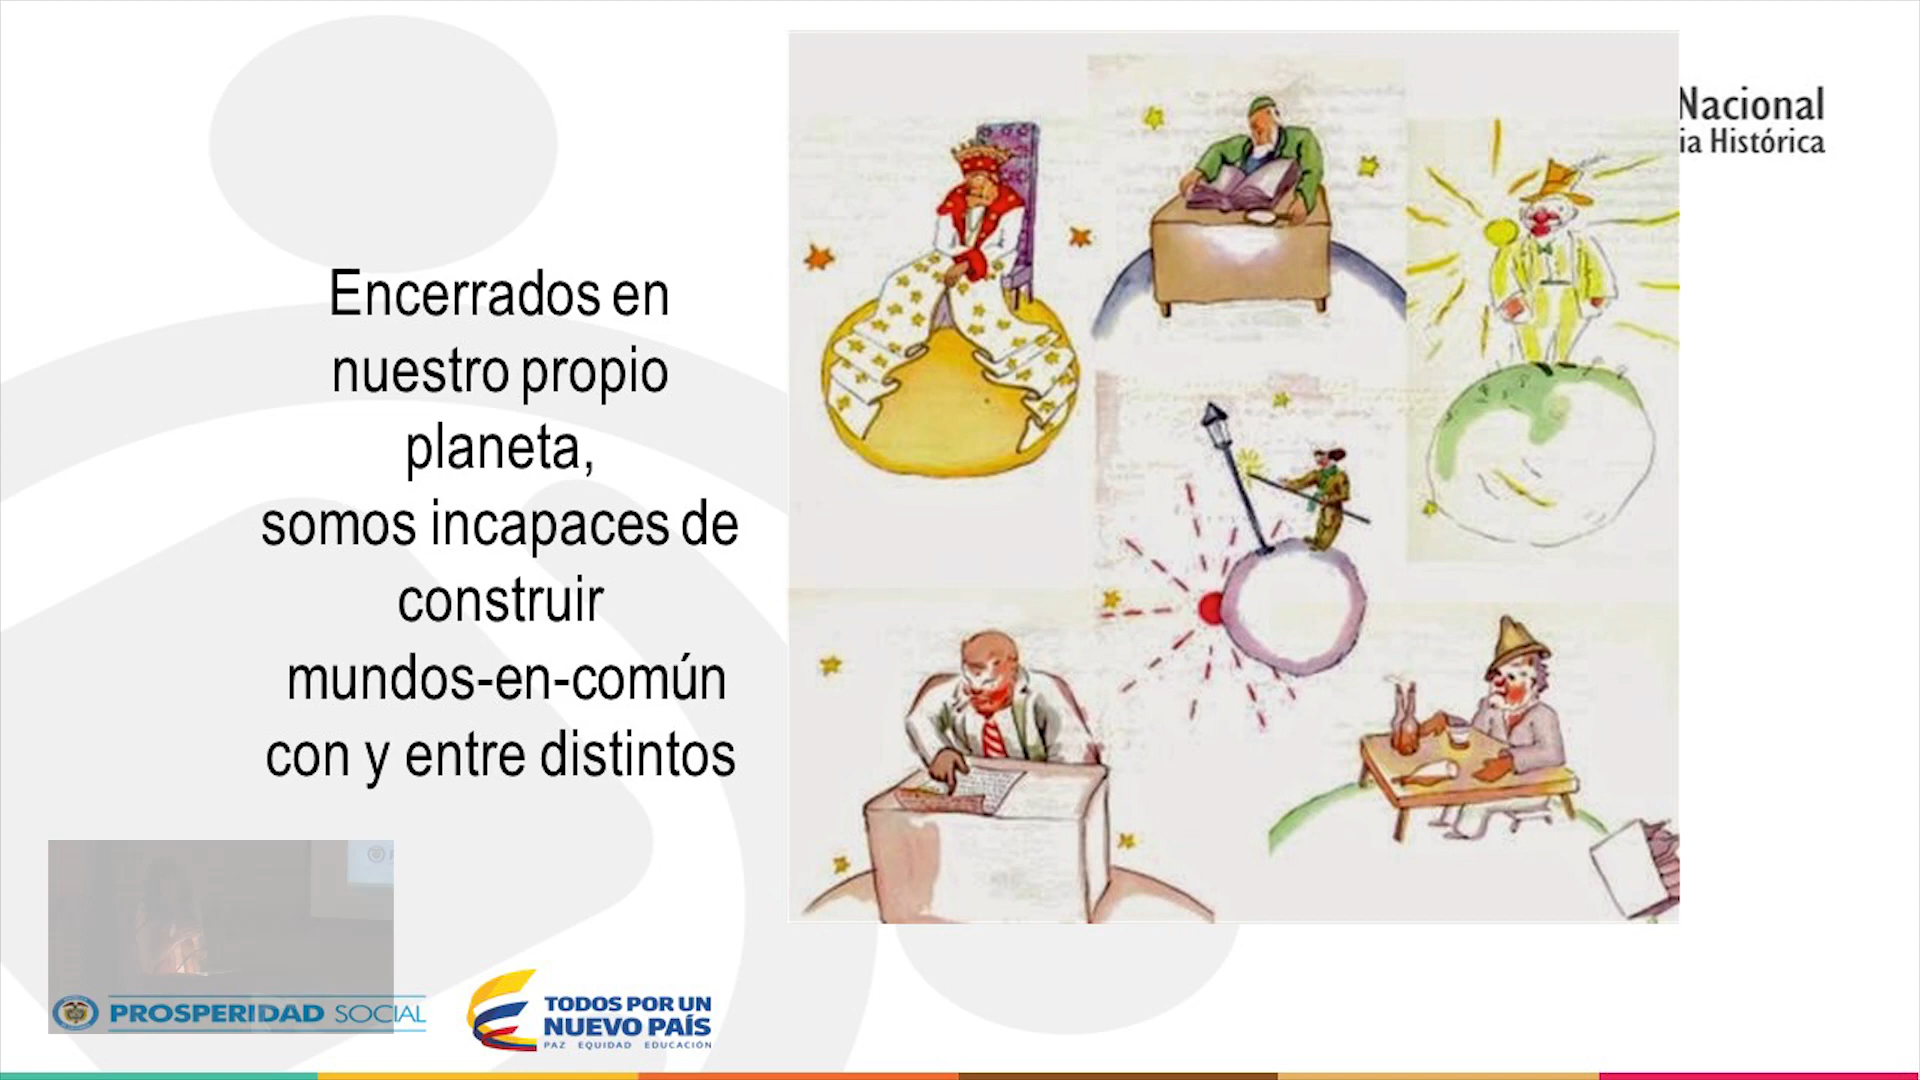 Nacional
ia Histórica
Encerrados en
nuestro propio
planeta,
somos incapaces de
construir
mundos-en-común
con y entre distintos
PROSPERIDAD SOCIAL
TODOS POR UN
NUEVO PAÍS
PAZ EQUIDAD EDUCACIÓN